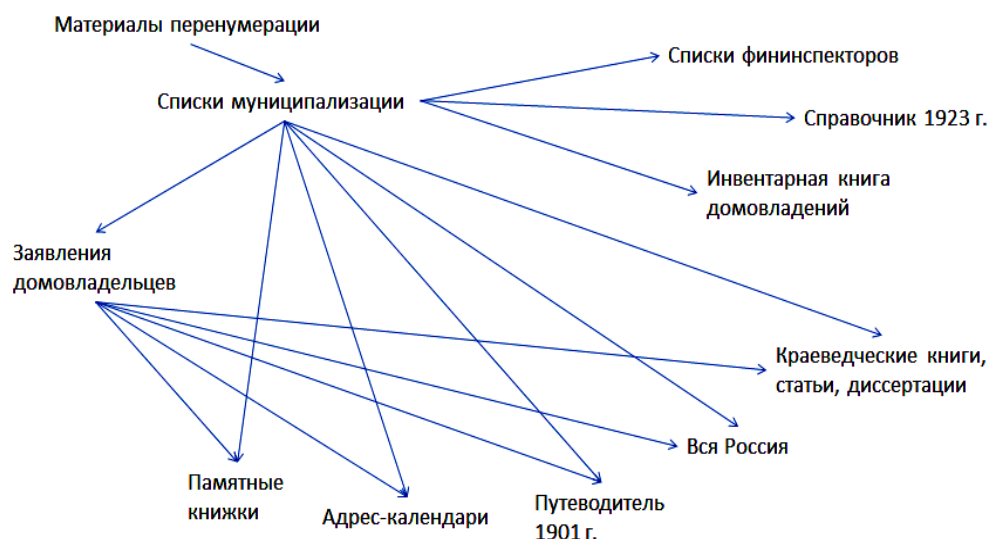 Материалы перенумерации
Списки фининспекторов
Списки муниципализации
Справочник 1923 г.
Инвентарная книга
домовладений
Заявления
домовладельцев
Краеведческие книги,
статьи, диссертации
Вся Россия
Памятные
книжки
Адрес-календари
Путеводитель
1901 г.